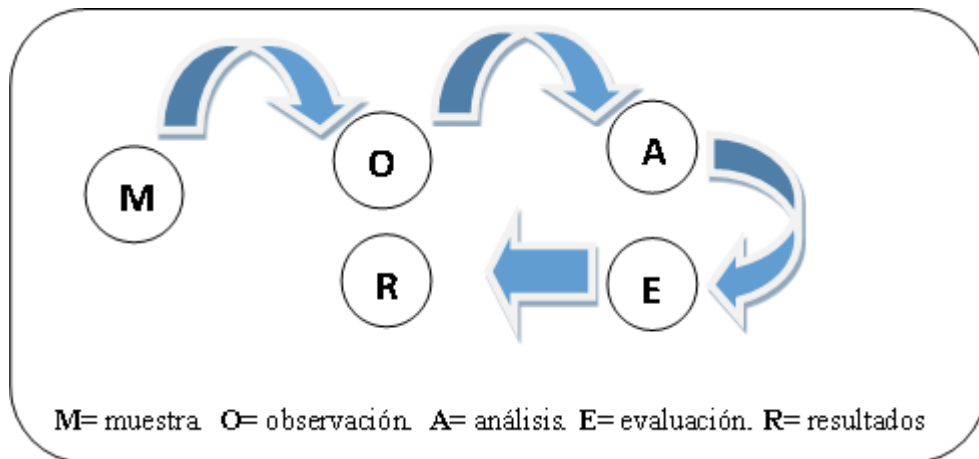 M
O
A
R
E
M= muestra. O= observación. A= análisis. E= evaluación. R= resultados